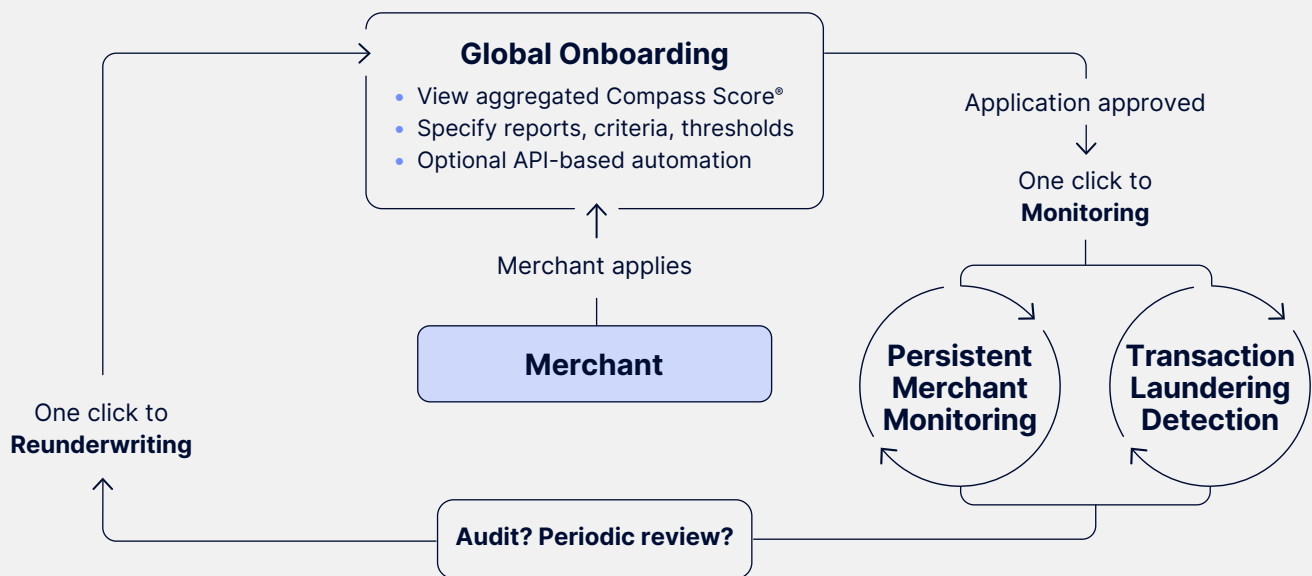 Global Onboarding
• View aggregated Compass Score®
• Specify reports, criteria, thresholds
• Optional API-based automation
Application approved
One click to
Monitoring
Merchant applies
Merchant
Persistent
Merchant
Monitoring
Transaction
Laundering
Detection
One click to
Reunderwriting
Audit? Periodic review?